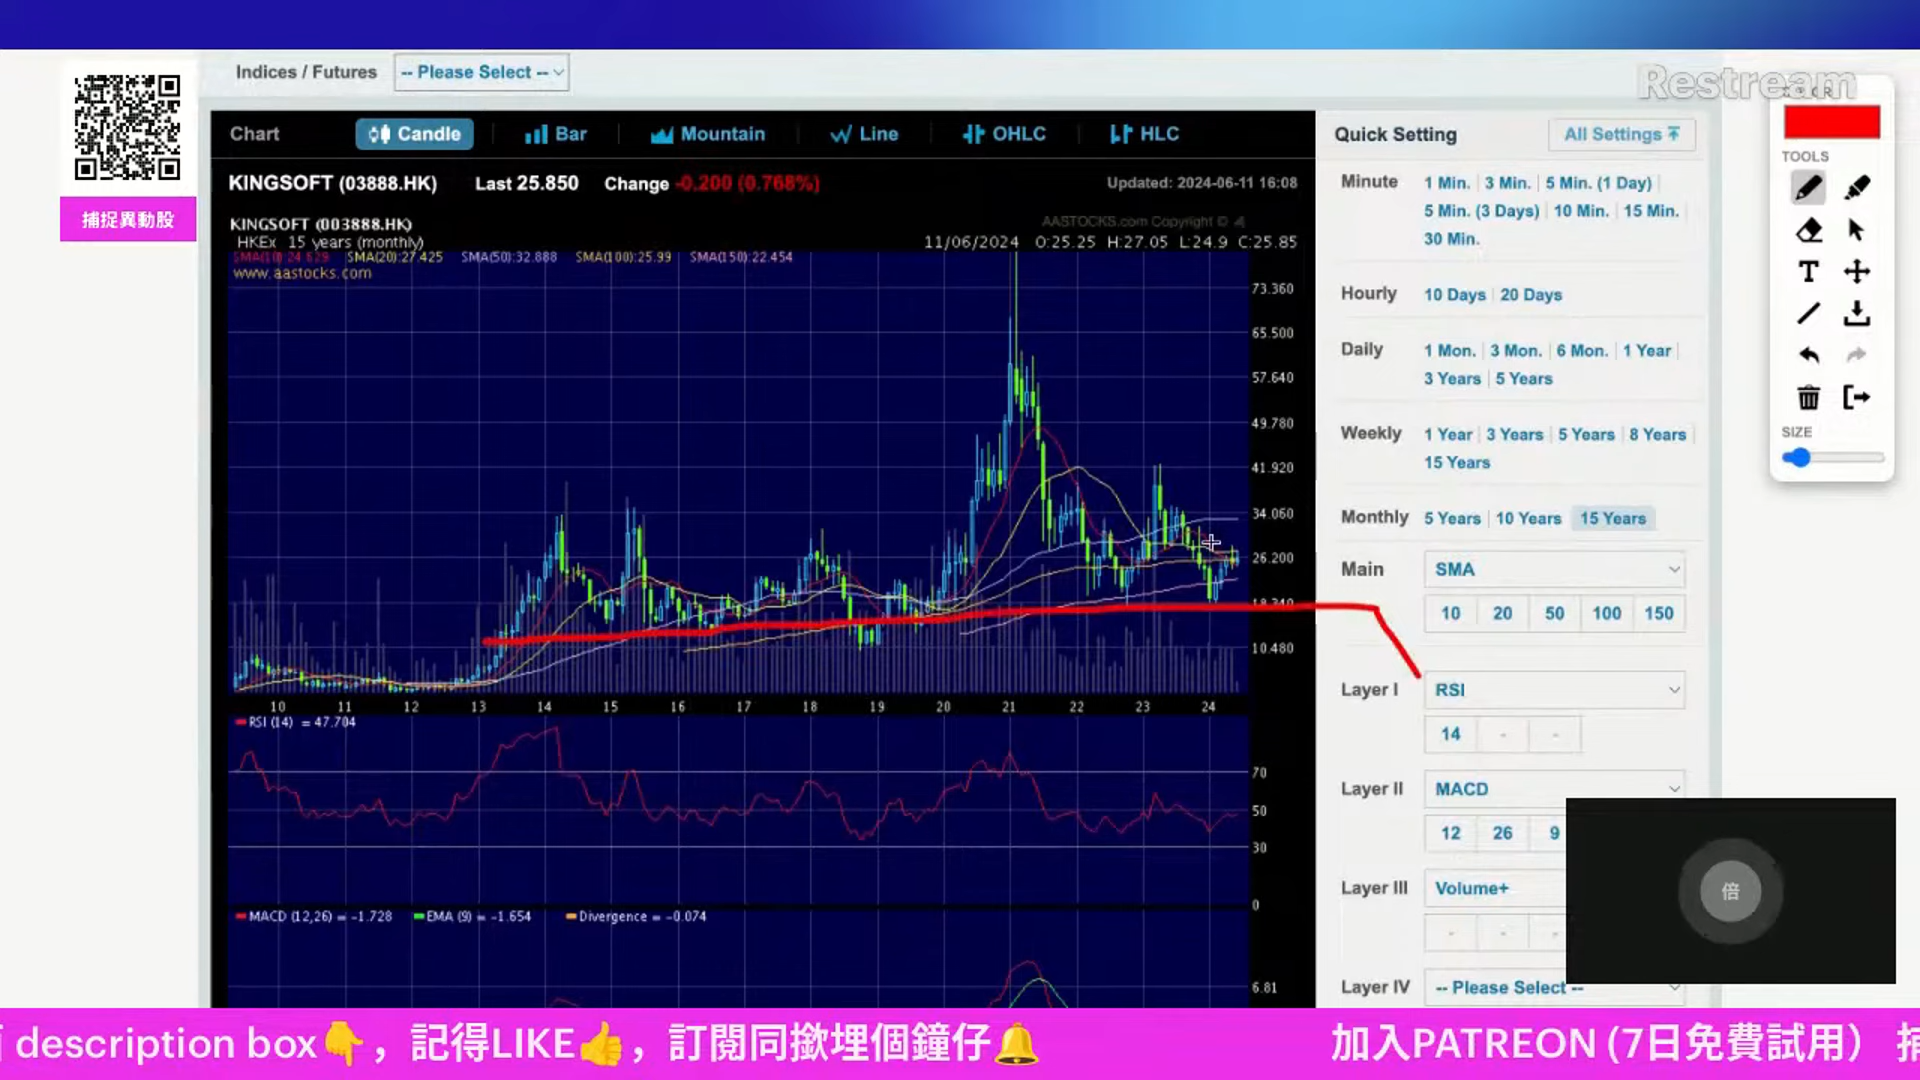 Indices / Futures -- Please Select --
Restream
捕捉異動股
Chart Candle Bar Mountain Line OHLC HLC
KINGSOFT (03888.HK) Last 25.850 Change -0.200 (0.768%) Updated: 2024-06-11 16:08
AASTOCKS.com Copyright ©
KINGSOFT (003888.HK)
HKEx 15 years (monthly) 11/06/2024 O:25.25 H:27.05 L:24.9 C:25.85
SMA(10):24.629 SMA(20):27.425 SMA(50):32.888 SMA(100):25.99 SMA(150):22.454
www.aastocks.com
73.360
65.500
57.640
49.780
41.920
34.060
26.200
18.340
10.480
10 11 12 13 14 15 16 17 18 19 20 21 22 23 24
RSI (14) = 47.704
70
50
30
0
MACD (12,26) = -1.728 EMA (9) = -1.654 Divergence = -0.074
6.81
Quick Setting All Settings
Minute 1 Min. 3 Min. 5 Min. (1 Day)
5 Min. (3 Days) 10 Min. 15 Min.
30 Min.
Hourly 10 Days 20 Days
Daily 1 Mon. 3 Mon. 6 Mon. 1 Year
3 Years 5 Years
Weekly 1 Year 3 Years 5 Years 8 Years
15 Years
Monthly 5 Years 10 Years 15 Years
Main SMA
10 20 50 100 150
Layer I RSI
14 - -
Layer II MACD
12 26 9
Layer III Volume+
- - -
Layer IV -- Please Select --
TOOLS
T
SIZE
倍
description box👇，記得LIKE👍，訂閱同撳埋個鐘仔🔔 加入PATREON (7日免費試用）